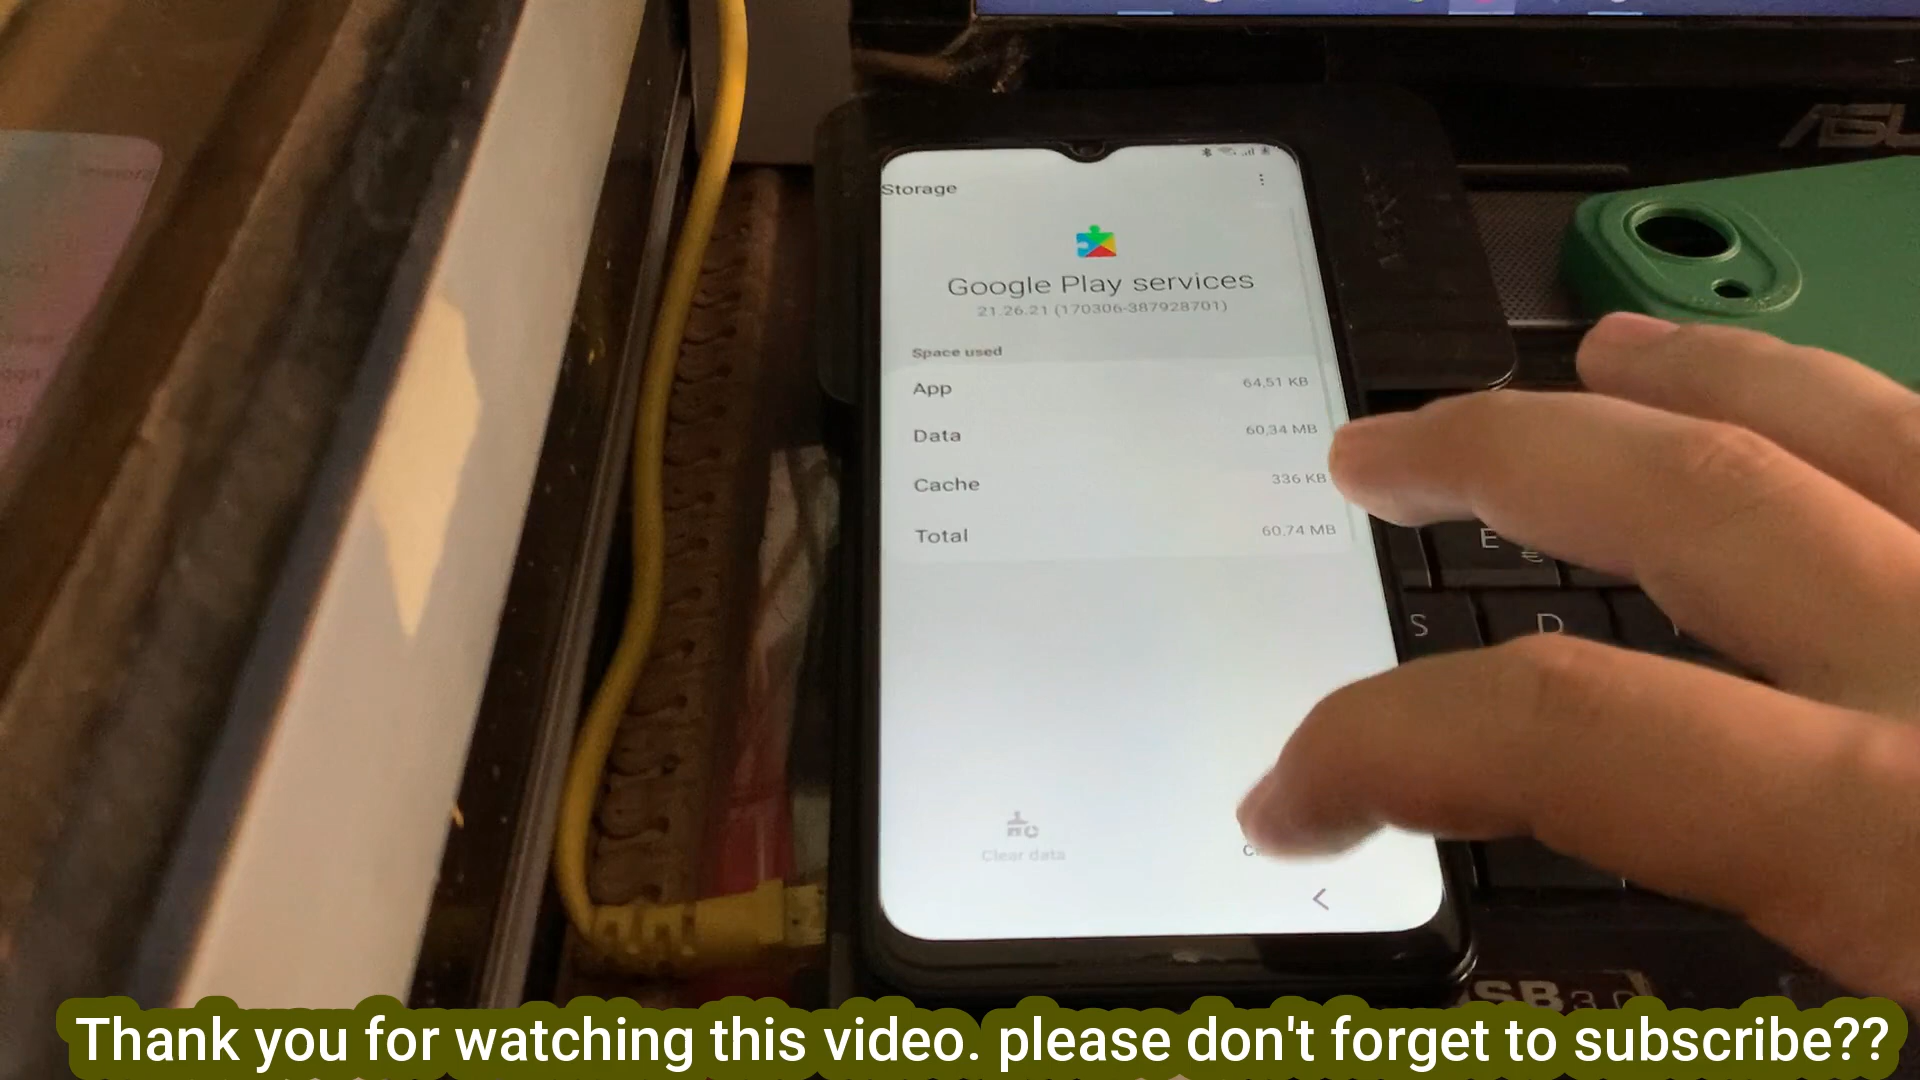 Storage
Google Play services
21.26.21 (170306-387928701)
Space used
App 64,51 KB
Data 60,34 MB
Cache 336 KB
Total 60,74 MB
Clear data
E
€
S
D
Thank you for watching this video. please don't forget to subscribe??